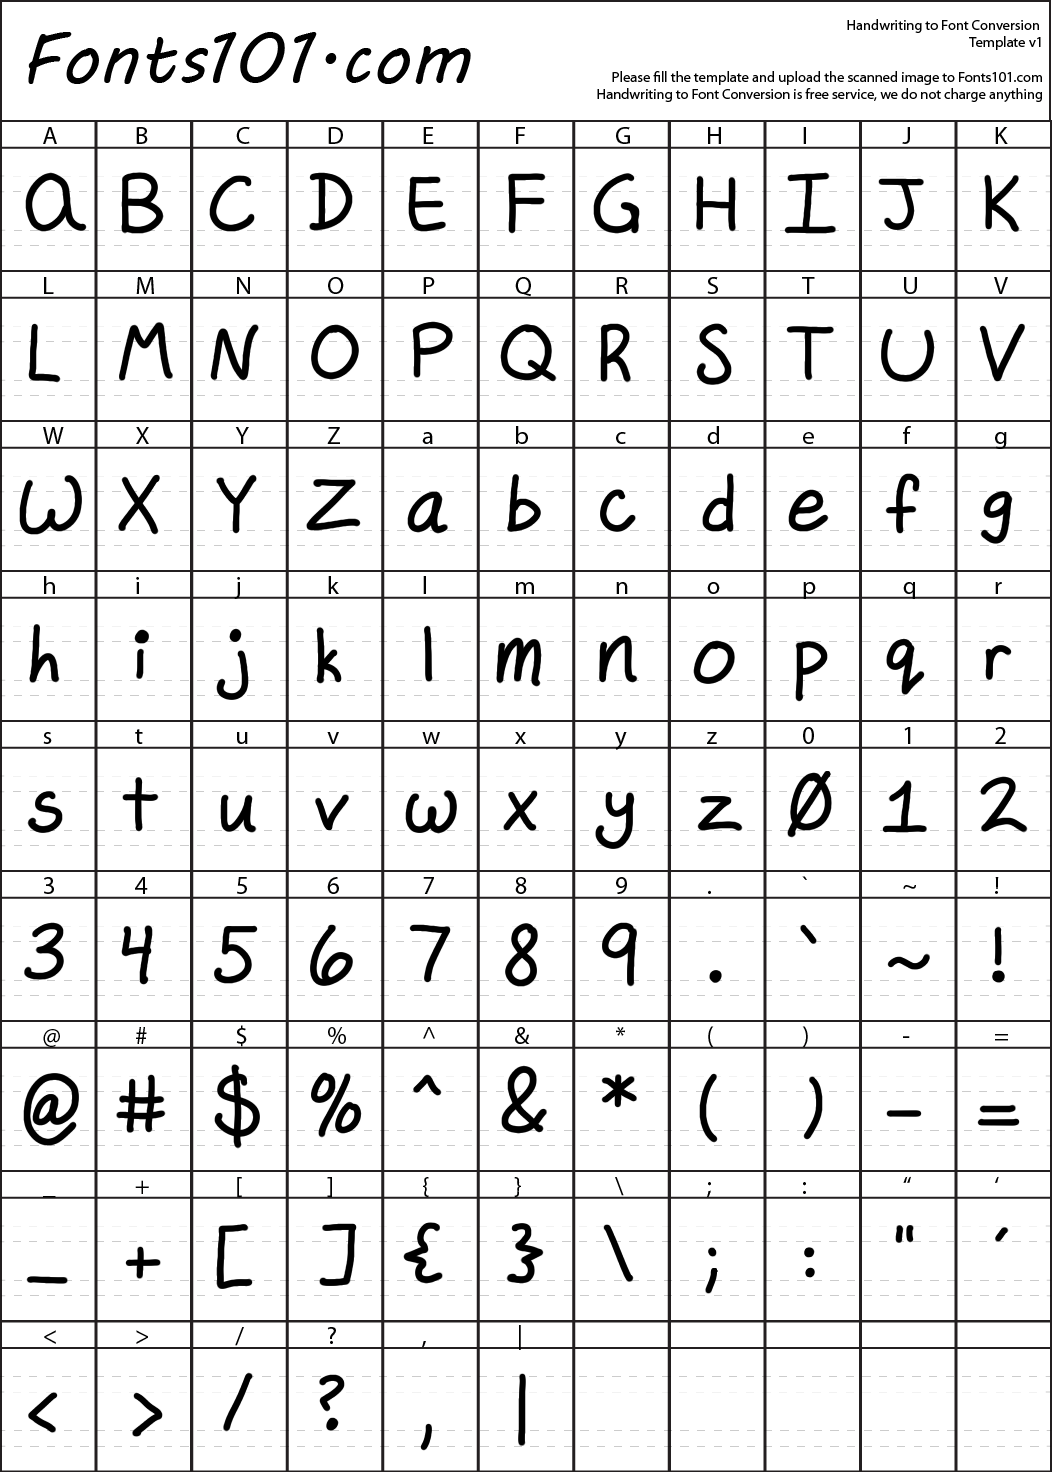 Fonts101.com
Handwriting to Font Conversion
Template v1
Please fill the template and upload the scanned image to Fonts101.com
Handwriting to Font Conversion is free service, we do not charge anything
A B C D E F G H I J K
a B C D E F G H I J K
L M N O P Q R S T U V
L M N O P Q R S T U V
W X Y Z a b c d e f g
W X Y Z a b c d e f g
h i j k l m n o p q r
h i j k l m n o p q r
s t u v w x y z 0 1 2
s t u v w x y z 0 1 2
3 4 5 6 7 8 9 . ` ~ !
3 4 5 6 7 8 9 . ` ~ !
@ # $ % ^ & * ( ) - =
@ # $ % ^ & * ( ) - =
_ + [ ] { } \ ; : “ ‘
_ + [ ] { } \ ; : " ′
< > / ? , |
< > / ? , |